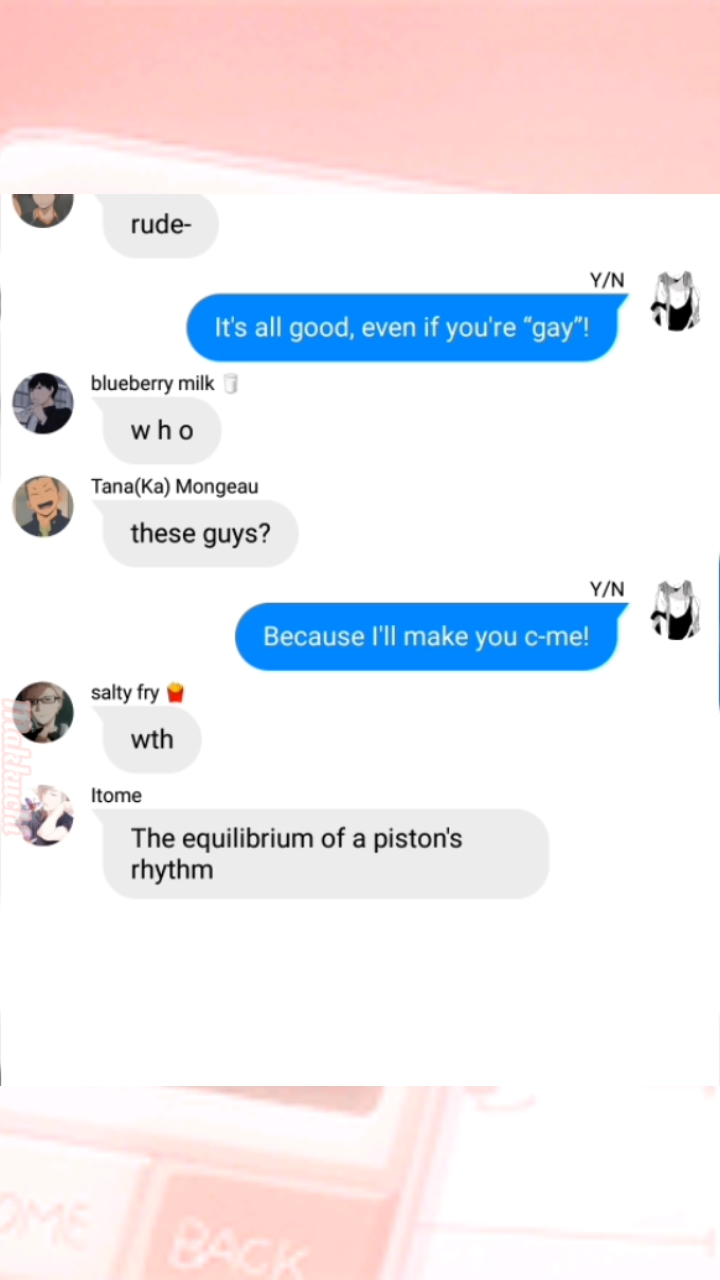 rude-
Y/N
It's all good, even if you're “gay”!
blueberry milk 🥛
w h o
Tana(Ka) Mongeau
these guys?
Y/N
Because I'll make you c-me!
salty fry 🍟
wth
Itome
The equilibrium of a piston's
rhythm
OME
BACK